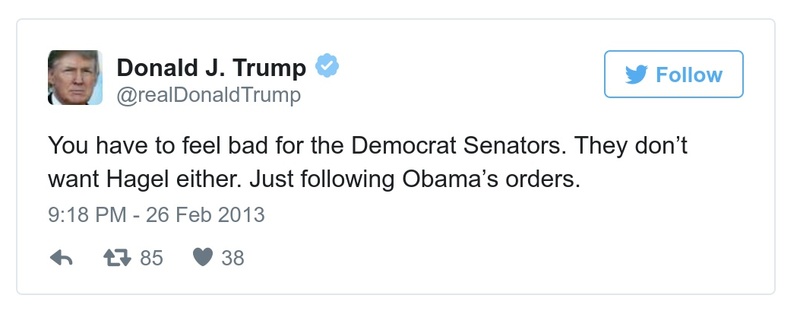 Donald J. Trump
@realDonaldTrump
Follow
You have to feel bad for the Democrat Senators. They don’t
want Hagel either. Just following Obama’s orders.
9:18 PM - 26 Feb 2013
85 38